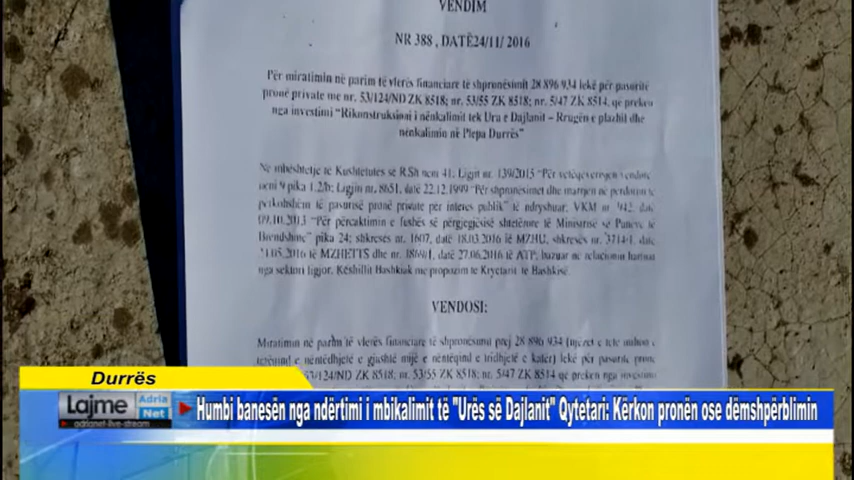 VENDIM
NR 388 , DATË24/11/ 2016
Për miratimin në parim të vlerës financiare të shpronësimit 28 896 934 lekë për pasuritë
pronë private me nr. 53/124/ND ZK 8518; nr. 53/55 ZK 8518; nr. 5/47 ZK 8514, që preken
nga investimi "Rikonstruksioni i nënkalimit tek Ura e Dajlanit – Rrugën e plazhit dhe
nënkalimin në Plepa Durrës"
Në mbështetje të Kushtetutës së R.Sh neni 41, Ligjit nr. 139/2015 "Për vetëqeverisjen vendore
neni 9 pika 1.2/b; Ligjin nr. 8651, datë 22.12.1999 "Për shpronësimet dhe marrjen në përdorim të
përkohshëm të pasurisë pronë private për interes publik" të ndryshuar, VKM nr. 942, datë
09.10.2013 "Për përcaktimin e fushës së përgjegjësisë shtetërore të Ministrisë së Punëve të
Brendshme" pika 24; shkresës nr. 1607, datë 18.03.2016 të MZHU, shkresës nr. 3714/1, datë
11.05.2016 të MZHETTS dhe nr. 1869/1, datë 27.06.2016 të ATP, bazuar në relacionin hartuar
nga sektori ligjor, Këshilli Bashkiak me propozim të Kryetarit të Bashkisë.
VENDOSI:
Miratimin në parim të vlerës financiare të shpronësimi prej 28 896 934 (njëzet e tetë milion e
tetëqind e nëntëdhjetë e gjashtë mijë e nëntëqind e tridhjetë e katër) lekë për pasuritë pronë
53/124/ND ZK 8518, nr. 53/55 ZK 8518; nr. 5/47 ZK 8514 që preken nga
Durrës
Lajme Adria Net
adrianet-live-stream
Humbi banesën nga ndërtimi i mbikalimit të "Urës së Dajlanit" Qytetari: Kërkon pronën ose dëmshpërblimin